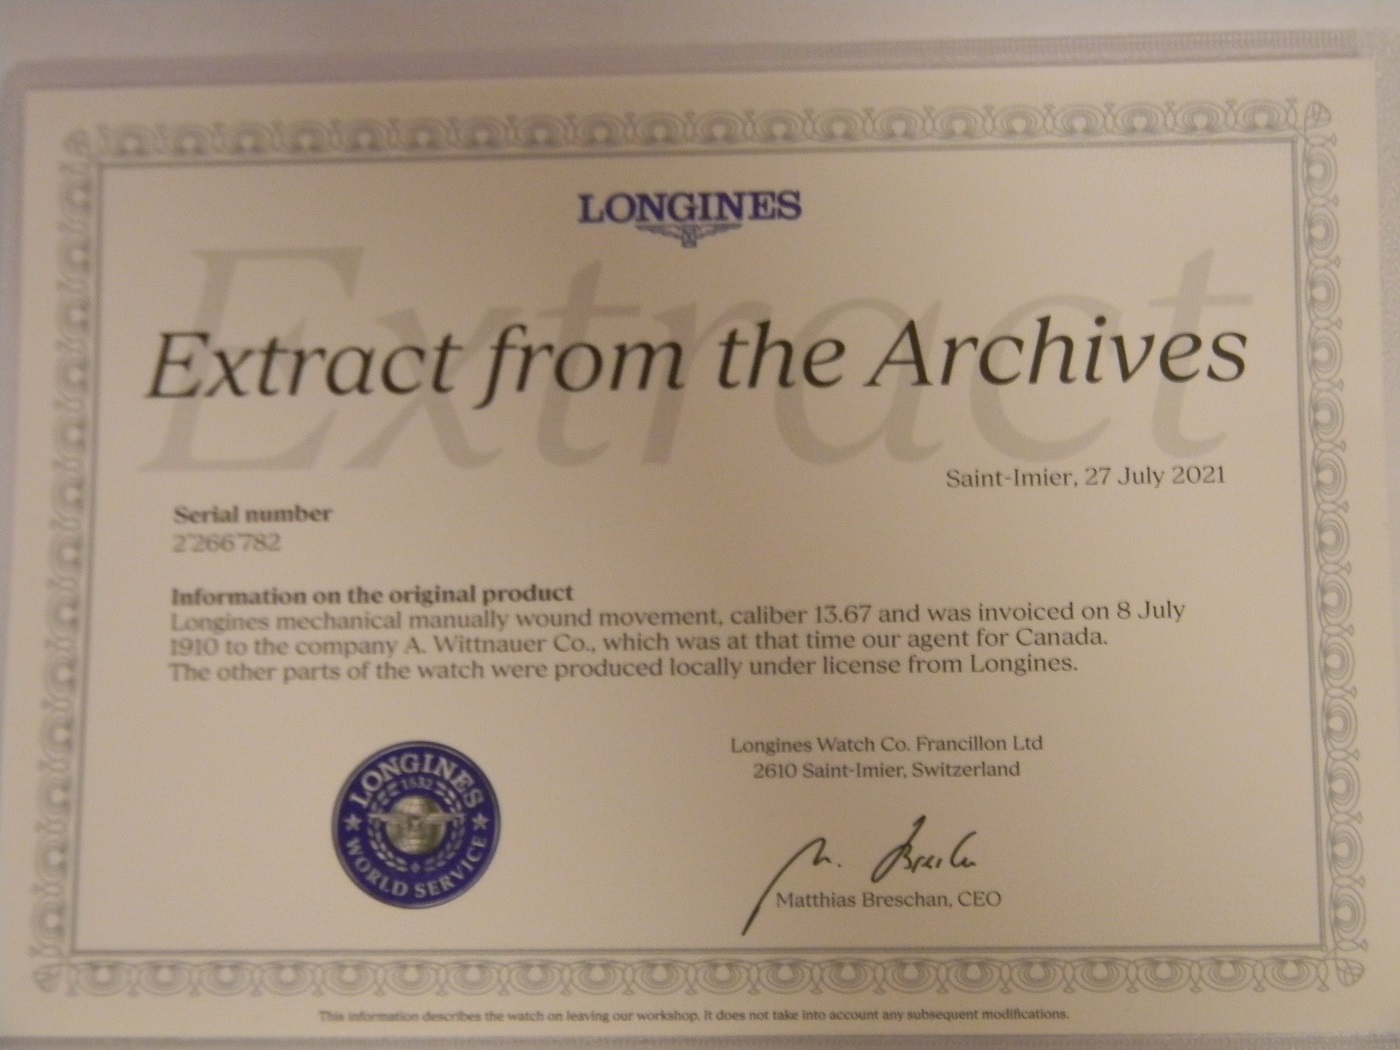 LONGINES
Extract
Extract from the Archives
Saint-Imier, 27 July 2021
Serial number
2'266'782
Information on the original product
Longines mechanical manually wound movement, caliber 13.67 and was invoiced on 8 July
1910 to the company A. Wittnauer Co., which was at that time our agent for Canada.
The other parts of the watch were produced locally under license from Longines.
Longines Watch Co. Francillon Ltd
2610 Saint-Imier, Switzerland
LONGINES
1832
WORLD SERVICE
M. Breschan
Matthias Breschan, CEO
This information describes the watch on leaving our workshop. It does not take into account any subsequent modifications.